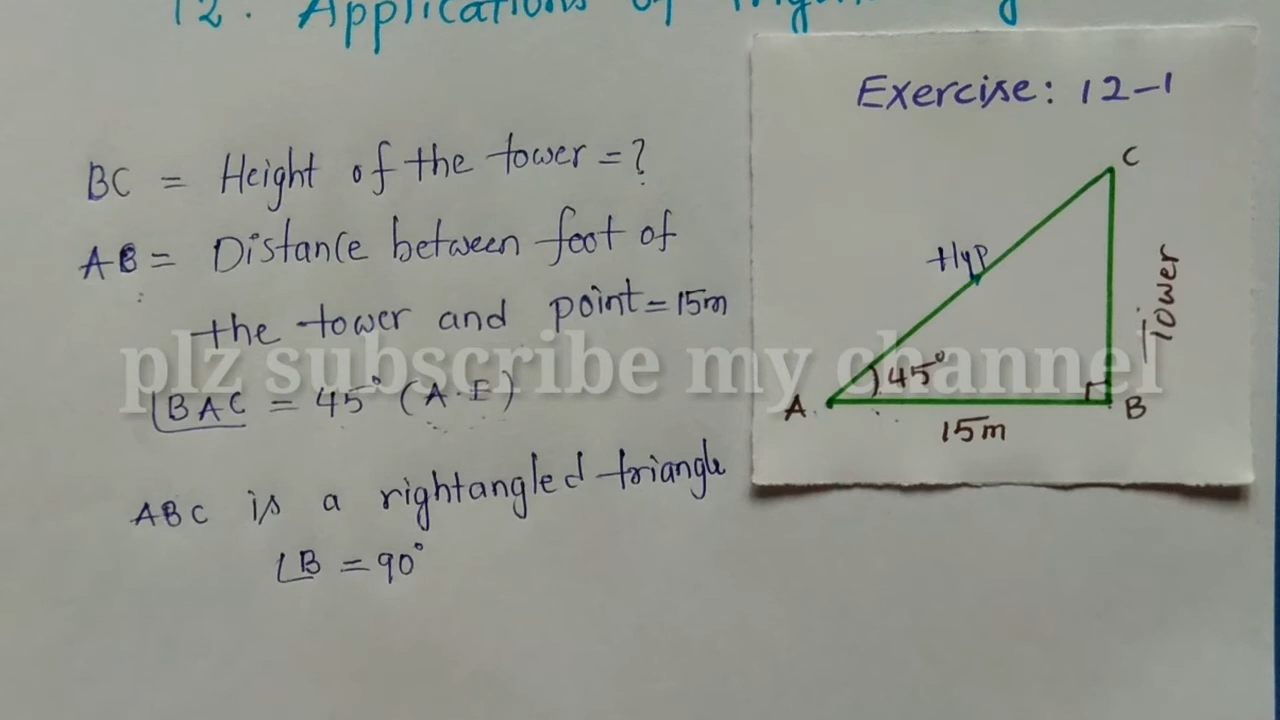 12. Applications of Trigonometry
Exercise: 12-1
BC = Height of the tower = ?
AB = Distance between foot of
the tower and point = 15m
∠BAC = 45° (A.E)
ABC is a rightangled triangle
∠B = 90°
C
Hyp
Tower
45°
A
B
15m
plz subscribe my channel